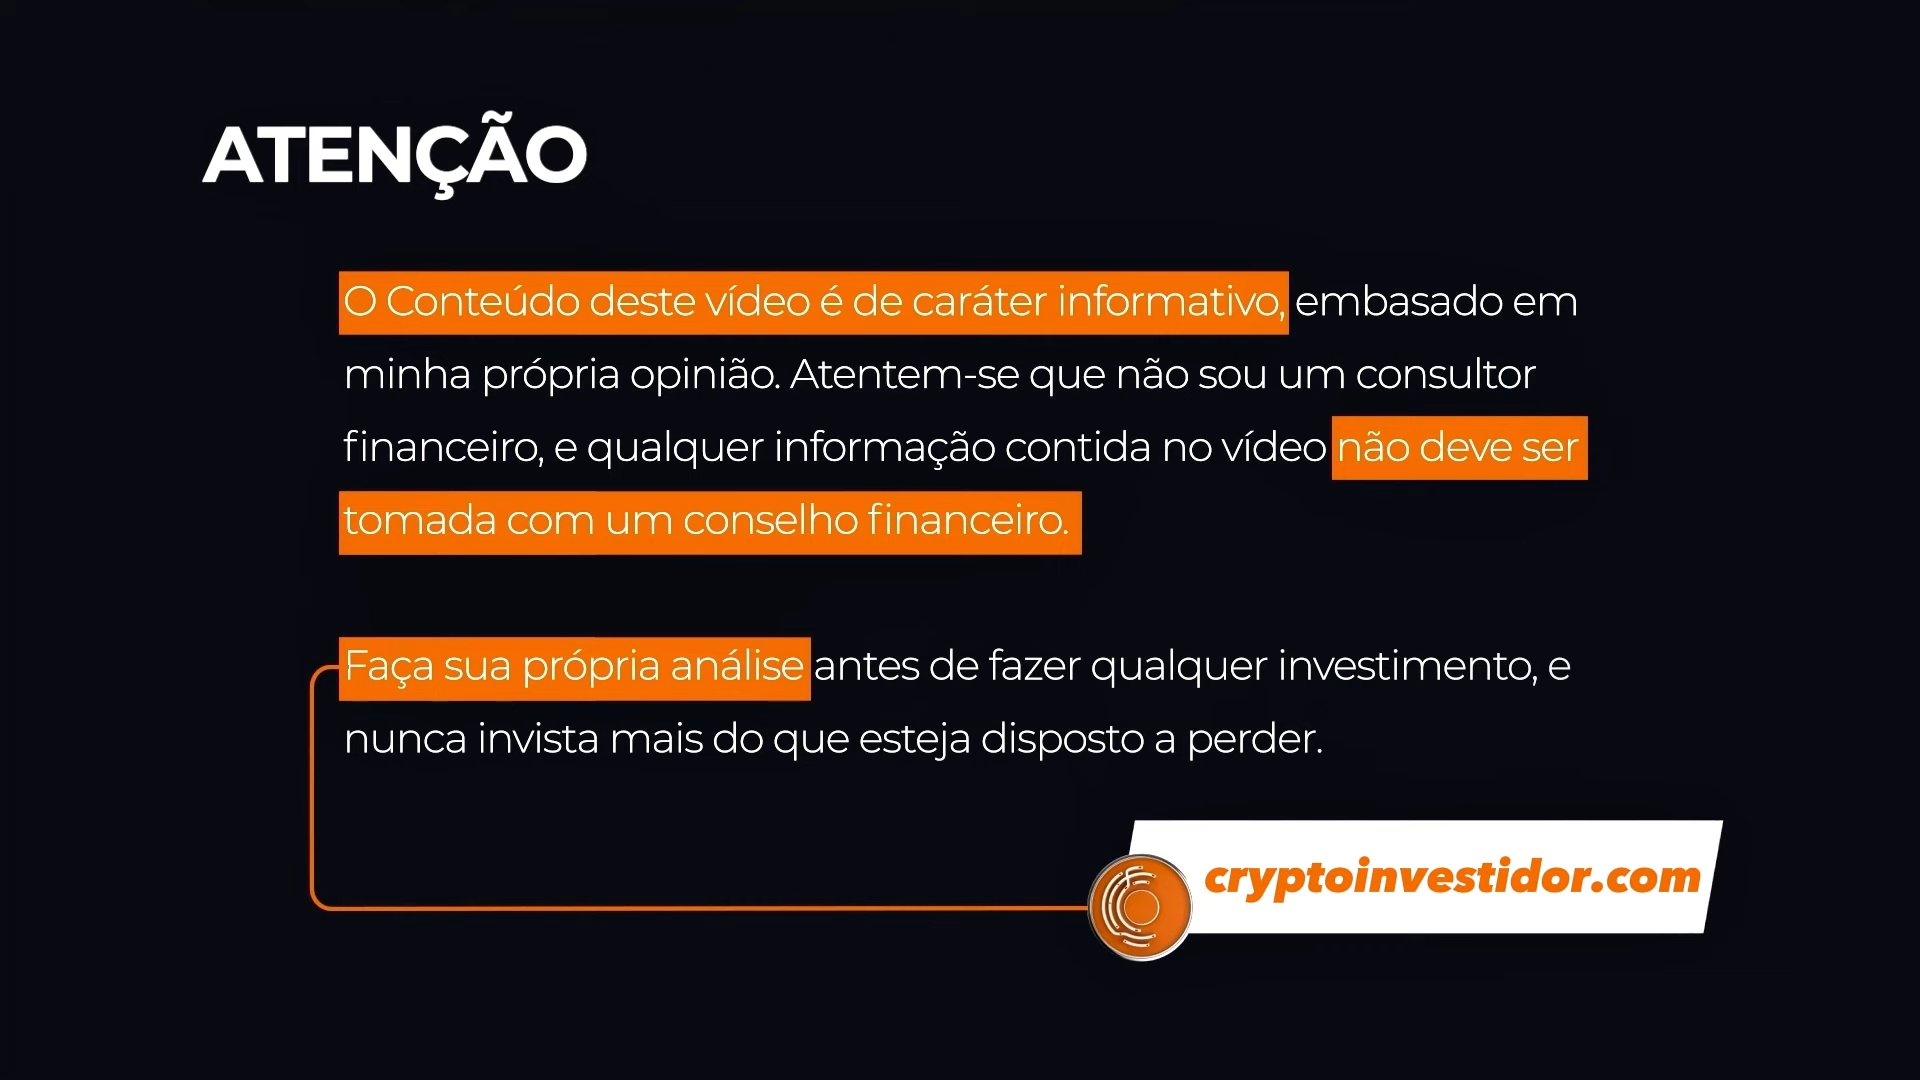 ATENÇÃO
O Conteúdo deste vídeo é de caráter informativo, embasado em
minha própria opinião. Atentem-se que não sou um consultor
financeiro, e qualquer informação contida no vídeo não deve ser
tomada com um conselho financeiro.
Faça sua própria análise antes de fazer qualquer investimento, e
nunca invista mais do que esteja disposto a perder.
cryptoinvestidor.com